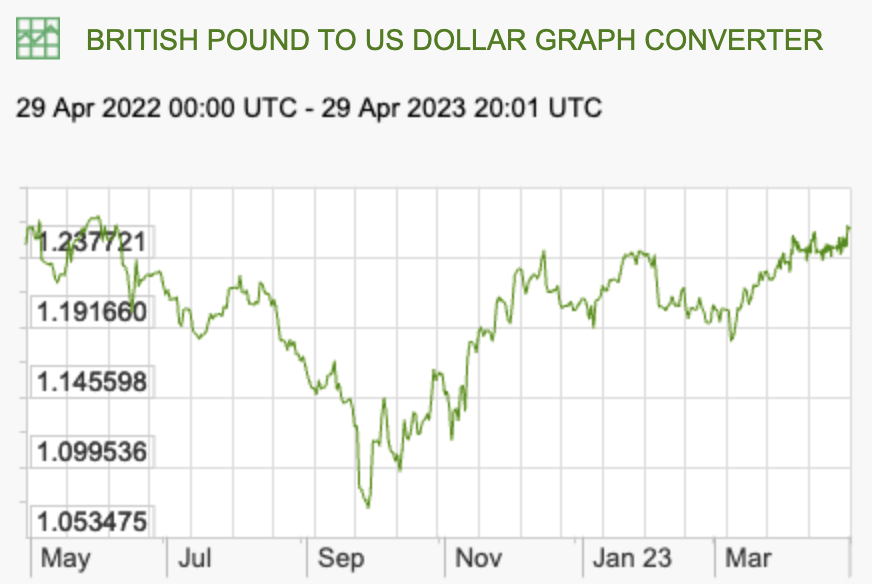 BRITISH POUND TO US DOLLAR GRAPH CONVERTER
29 Apr 2022 00:00 UTC - 29 Apr 2023 20:01 UTC
1.237721
1.191660
1.145598
1.099536
1.053475
May Jul Sep Nov Jan 23 Mar